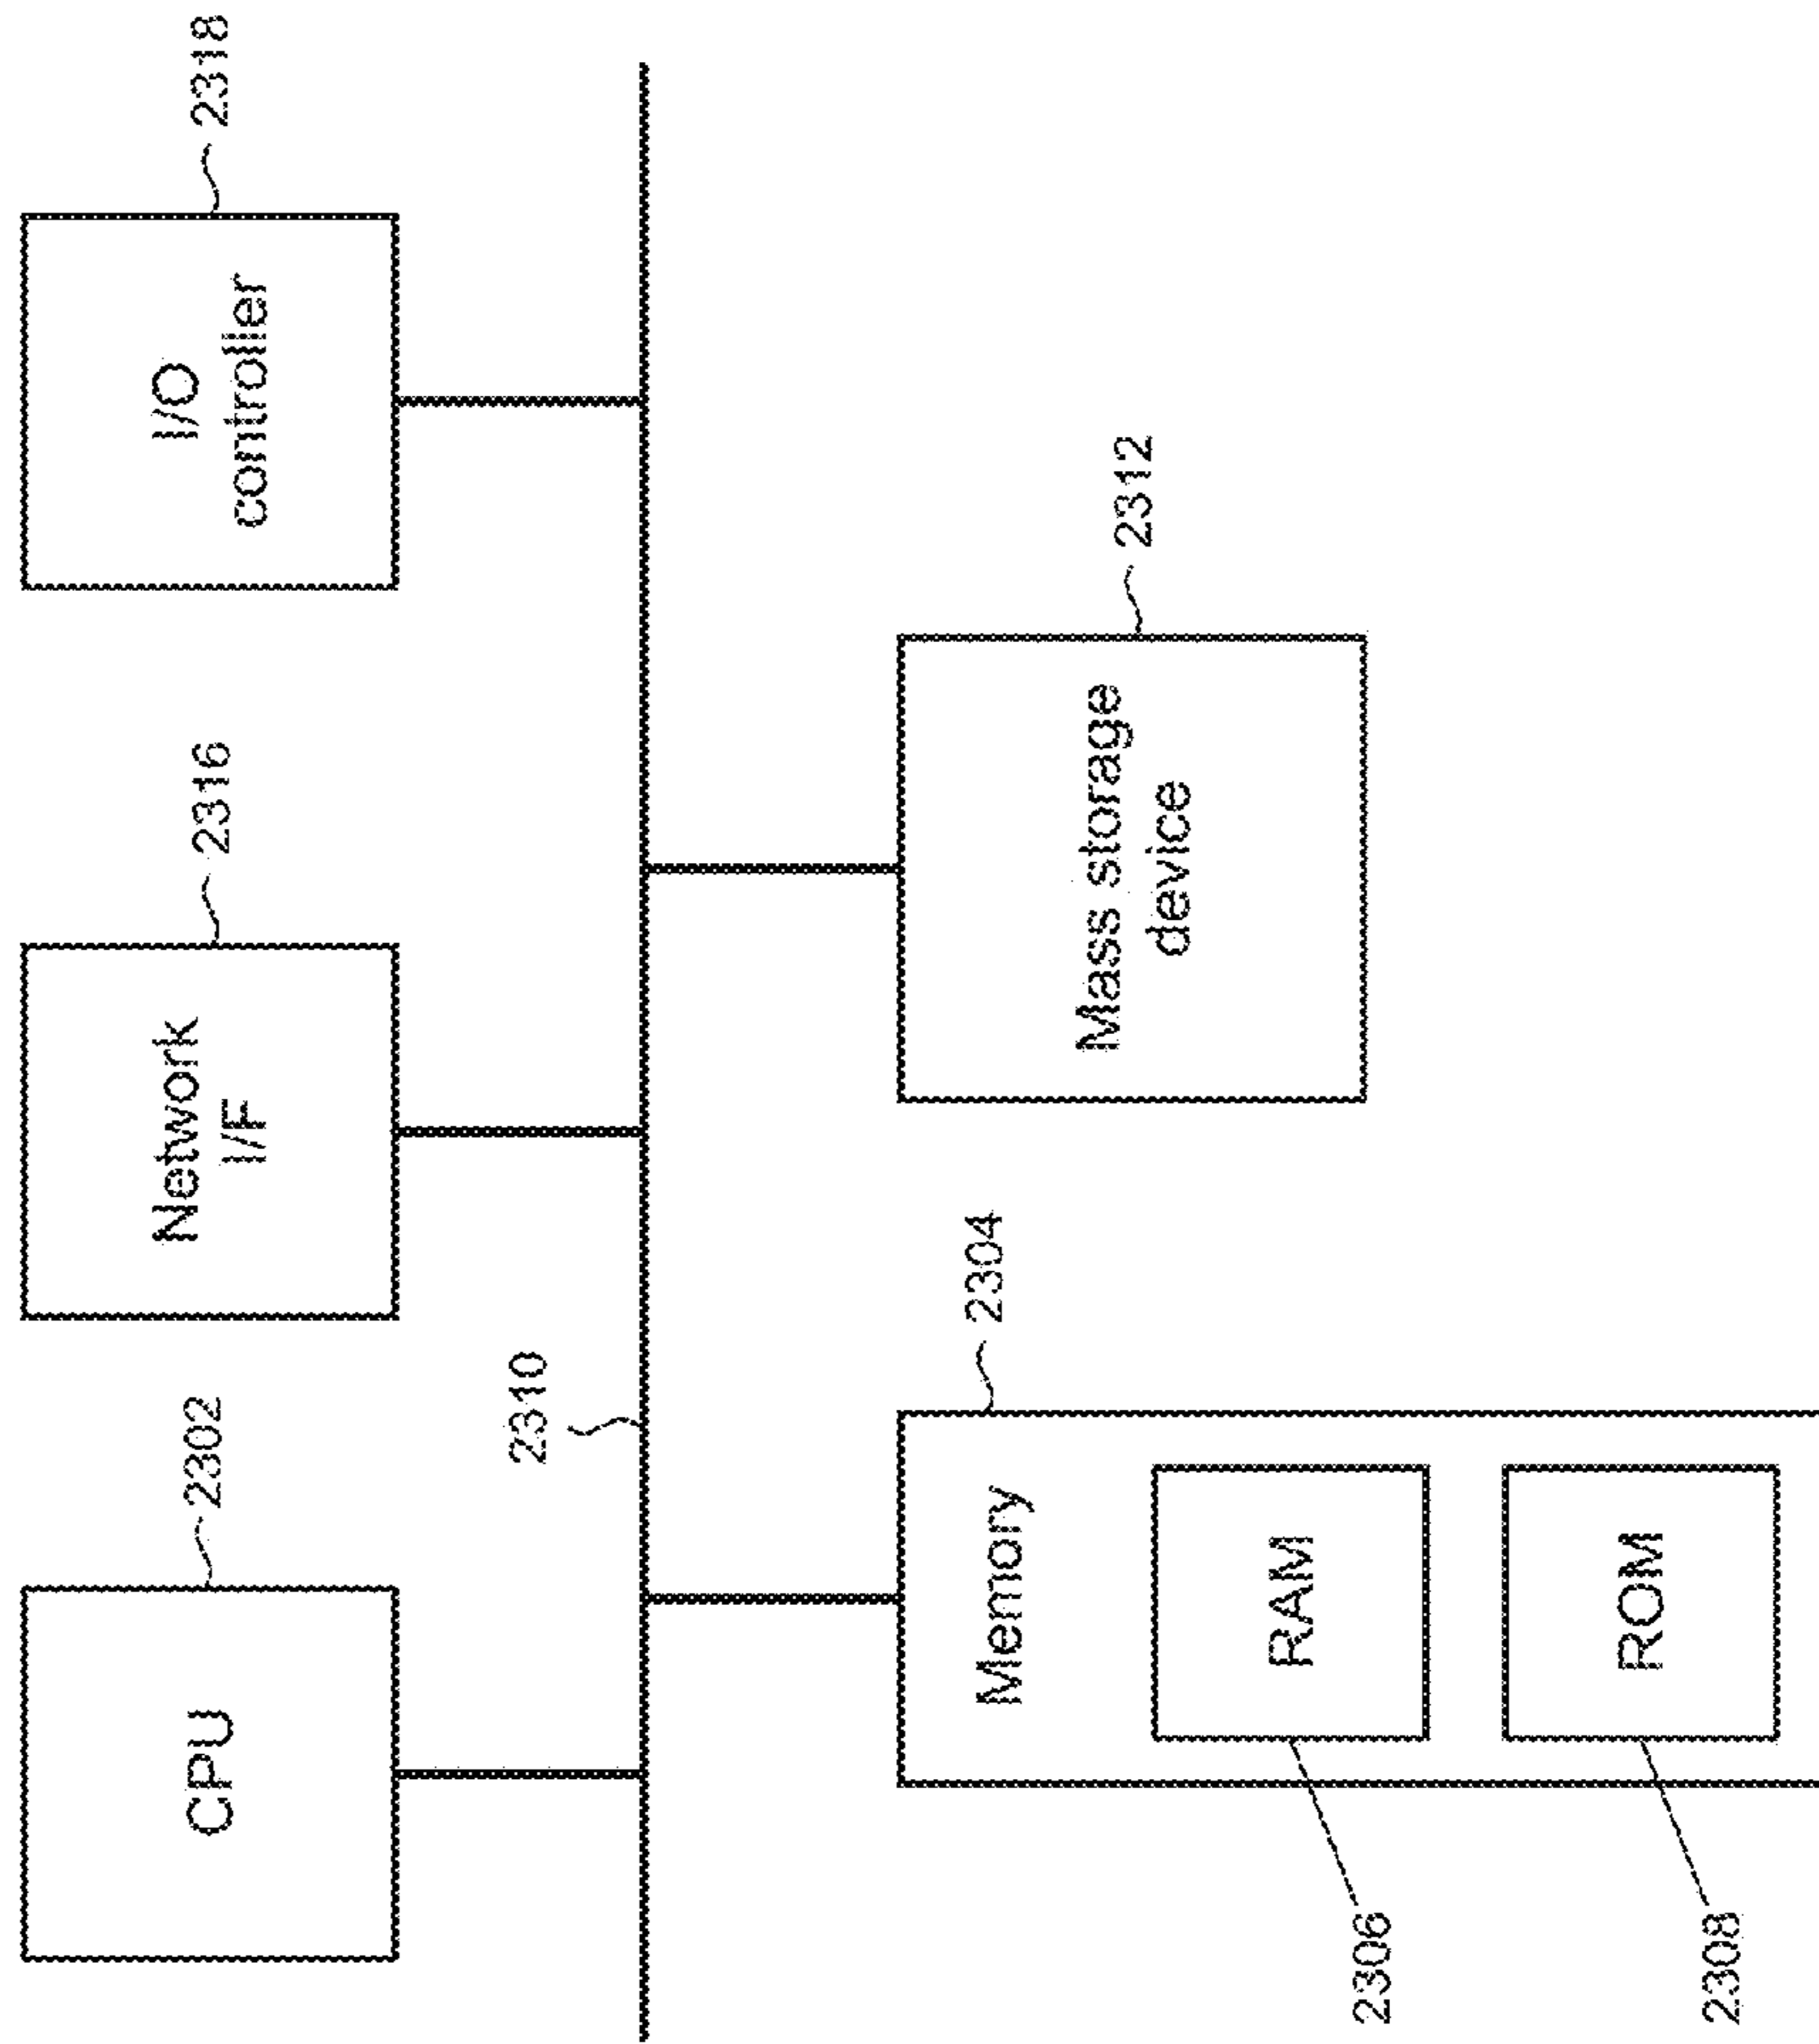 CPU
2302
Network
I/F
2316
I/O
controller
2318
2310
Memory
2304
RAM
2306
ROM
2308
Mass storage
device
2312